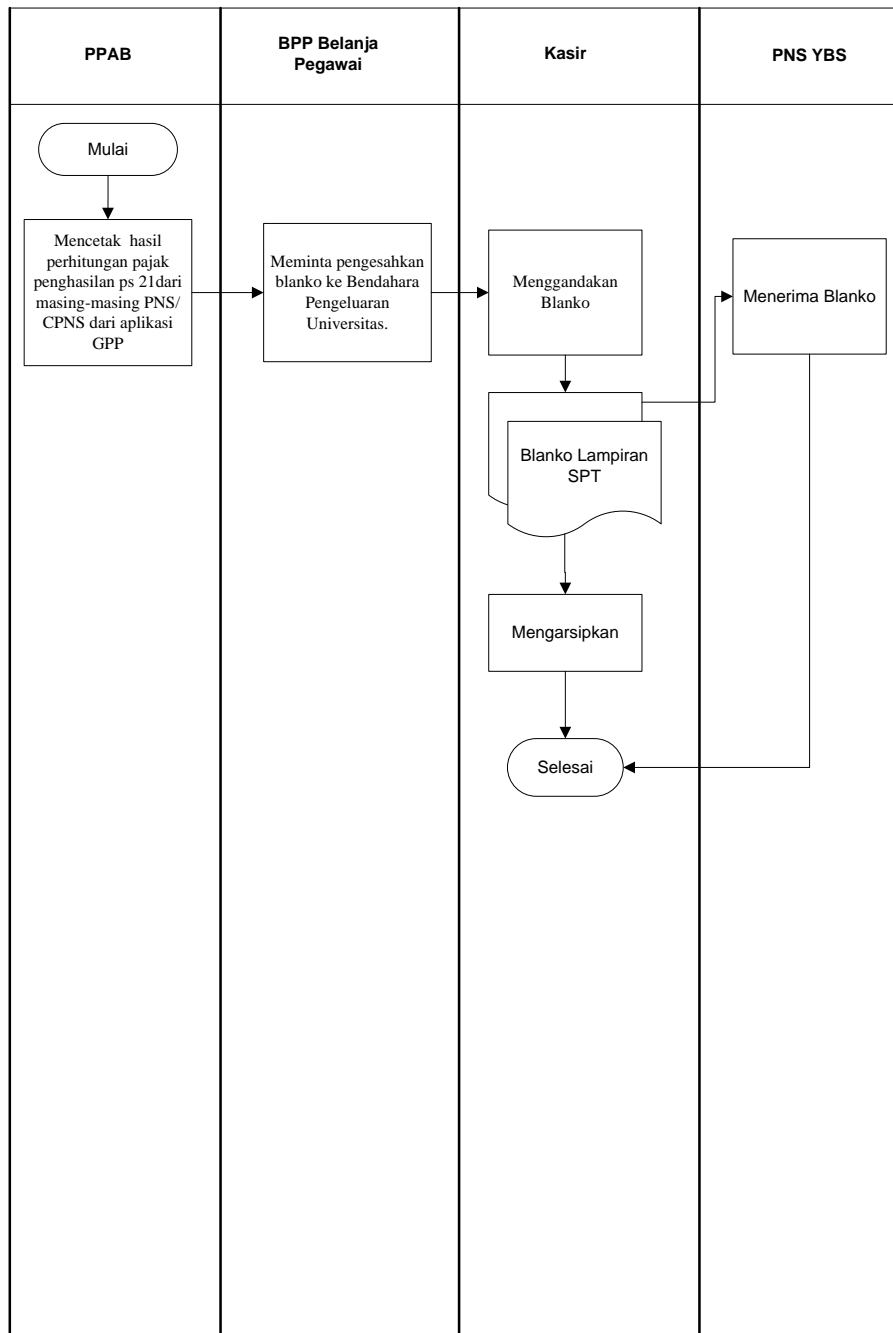 PPAB
BPP Belanja
Pegawai
Kasir
PNS YBS
Mulai
Mencetak hasil
perhitungan pajak
penghasilan ps 21dari
masing-masing PNS/
CPNS dari aplikasi
GPP
Meminta pengesahkan
blanko ke Bendahara
Pengeluaran
Universitas.
Menggandakan
Blanko
Menerima Blanko
Blanko Lampiran
SPT
Mengarsipkan
Selesai